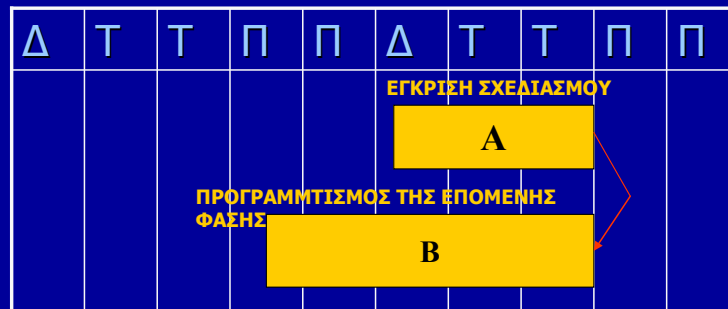 Δ Τ Τ Π Π Δ Τ Τ Π Π
ΕΓΚΡΙΣΗ ΣΧΕΔΙΑΣΜΟΥ
Α
ΠΡΟΓΡΑΜΜΤΙΣΜΟΣ ΤΗΣ ΕΠΟΜΕΝΗΣ
ΦΑΣΗΣ
Β